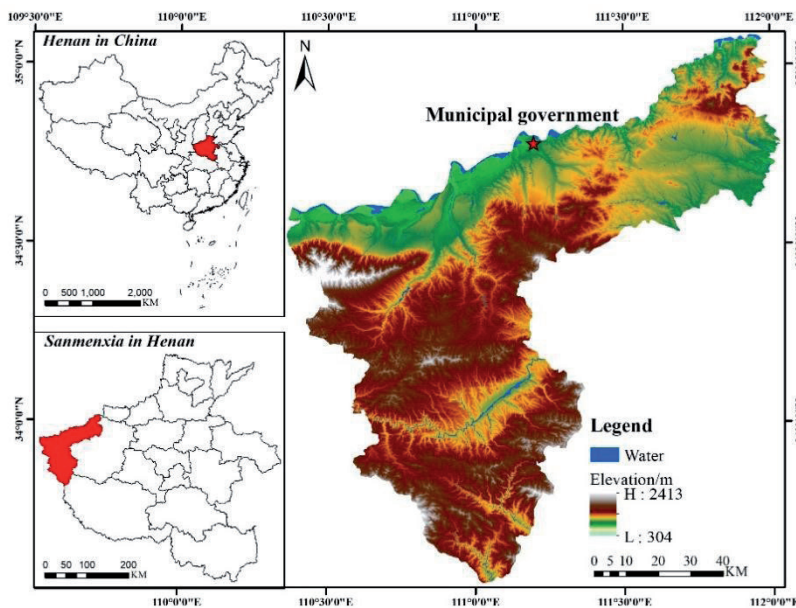 109°30'0"E 110°0'0"E 110°30'0"E 111°0'0"E 111°30'0"E 112°0'0"E
Henan in China
35°0'0"N
34°30'0"N
34°0'0"N
0 500 1,000 2,000
KM
Sanmenxia in Henan
0 50 100 200
KM
N
Municipal government
Legend
Water
Elevation/m
H : 2413
L : 304
0 5 10 20 30 40
KM
110°0'0"E 110°30'0"E 111°0'0"E 111°30'0"E 112°0'0"E